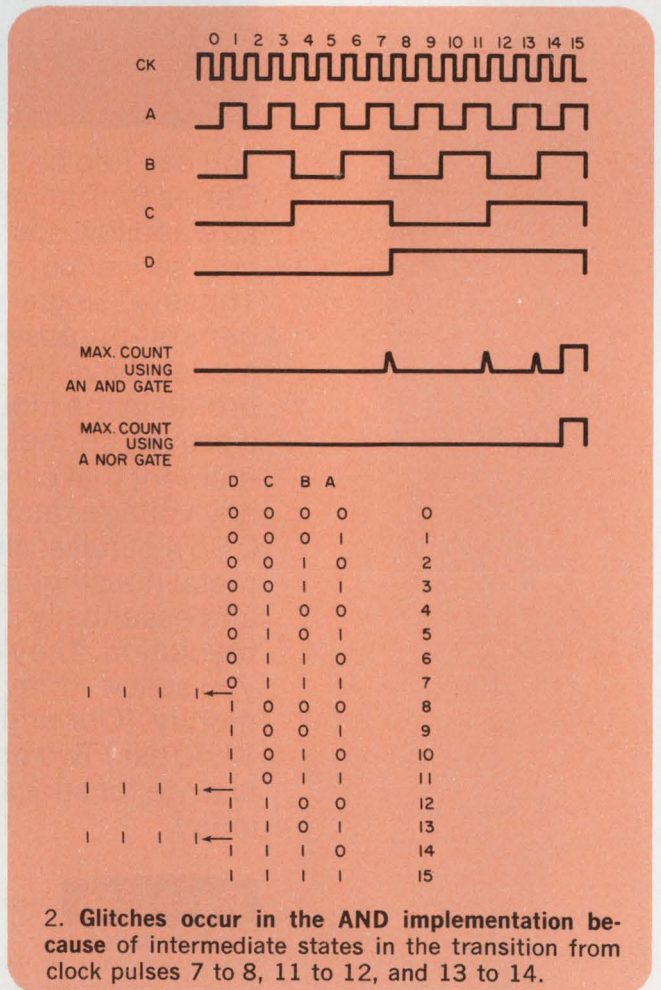 0 1 2 3 4 5 6 7 8 9 10 11 12 13 14 15
CK
A
B
C
D
MAX. COUNT
USING
AN AND GATE
MAX. COUNT
USING
A NOR GATE
D C B A
0 0 0 0 0
0 0 0 1 1
0 0 1 0 2
0 0 1 1 3
0 1 0 0 4
0 1 0 1 5
0 1 1 0 6
0 1 1 1 7
1 1 1 1←
1 0 0 0 8
1 0 0 1 9
1 0 1 0 10
1 0 1 1 11
1 1 1 1←
1 1 0 0 12
1 1 0 1 13
1 1 1 1←
1 1 1 0 14
1 1 1 1 15
2. Glitches occur in the AND implementation be-
cause of intermediate states in the transition from
clock pulses 7 to 8, 11 to 12, and 13 to 14.